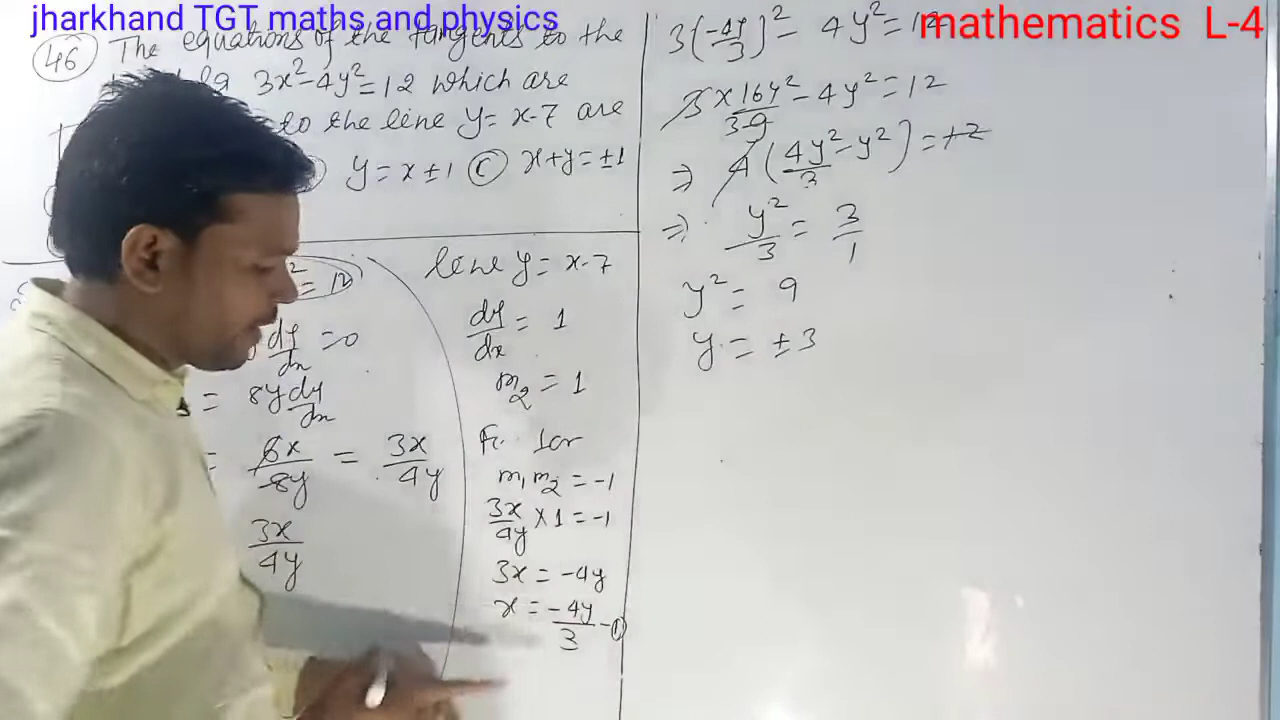 jharkhand TGT maths and physics
mathematics L-4
46 The equations of the tangents to the
3x²-4y²=12 which are
to the line y= x-7 are
y=x±1 (c) x+y=±1
² = 12
dy/dx =0
= 8y dy/dx
= 6x/8y = 3x/4y
3x/4y
line y= x-7
dy/dx = 1
m₂ = 1
m₁m₂ = -1
3x/4y ×1 =-1
3x = -4y
x = -4y/3 -①
3(-4y/3)² = 4y²=12
3×16y²/9 - 4y²=12
3
⇒ 4(4y²/3 - y²) =12
⇒ y²/3 = 3/1
y² = 9
y = ±3